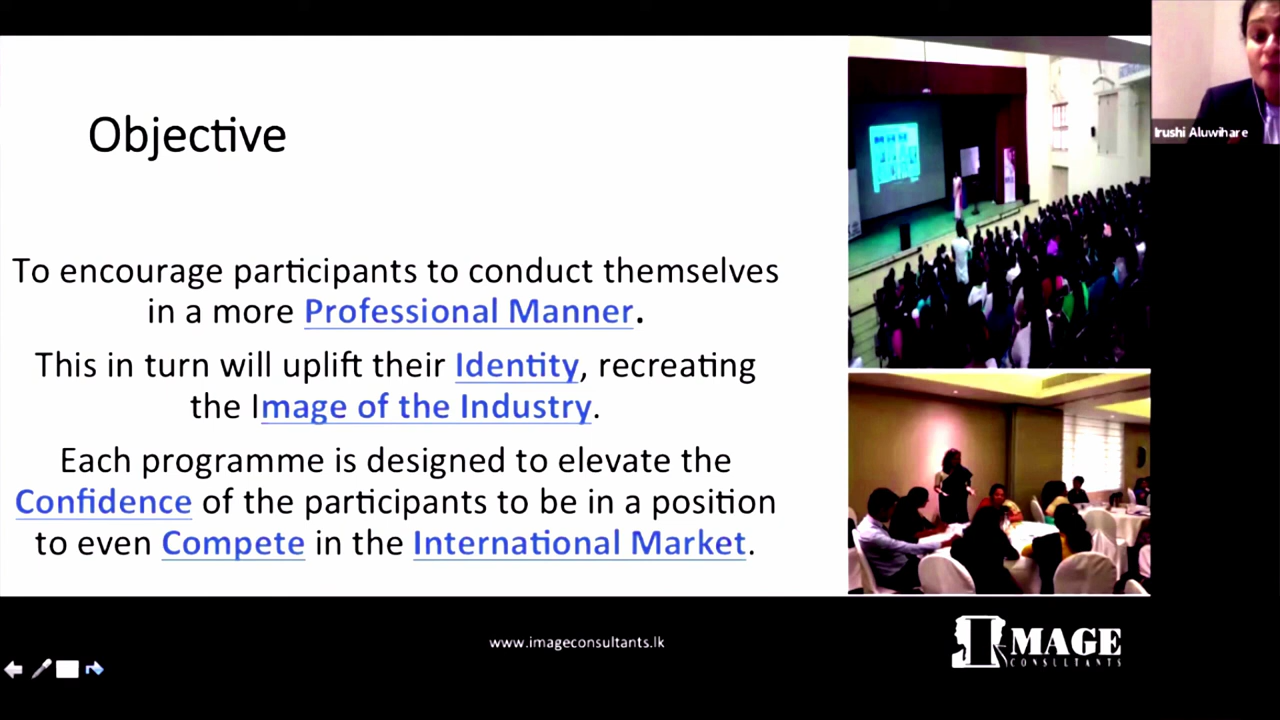 Objective
To encourage participants to conduct themselves
in a more Professional Manner.
This in turn will uplift their Identity, recreating
the Image of the Industry.
Each programme is designed to elevate the
Confidence of the participants to be in a position
to even Compete in the International Market.
Irushi Aluwihare
www.imageconsultants.lk
IMAGE
CONSULTANTS